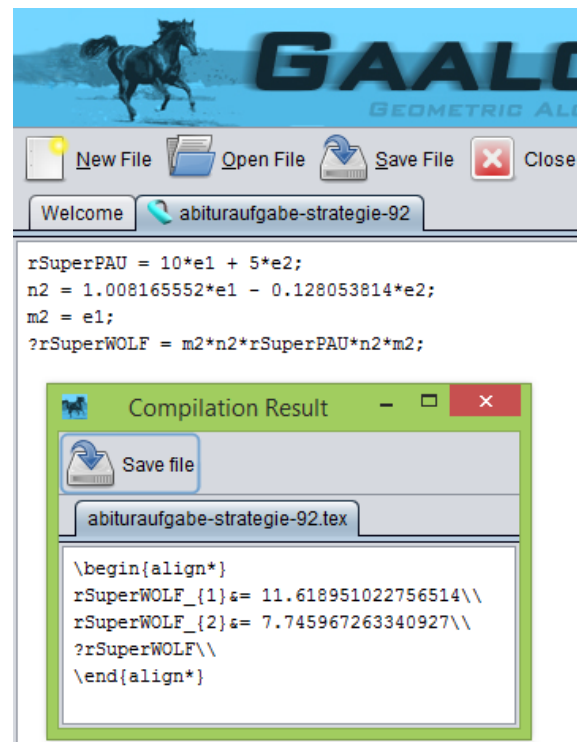 GAALO
GEOMETRIC AL
New File Open File Save File Close
Welcome abituraufgabe-strategie-92
rSuperPAU = 10*e1 + 5*e2;
n2 = 1.008165552*e1 - 0.128053814*e2;
m2 = e1;
?rSuperWOLF = m2*n2*rSuperPAU*n2*m2;
Compilation Result
Save file
abituraufgabe-strategie-92.tex
\begin{align*}
rSuperWOLF_{1}&= 11.618951022756514\\
rSuperWOLF_{2}&= 7.745967263340927\\
?rSuperWOLF\\
\end{align*}